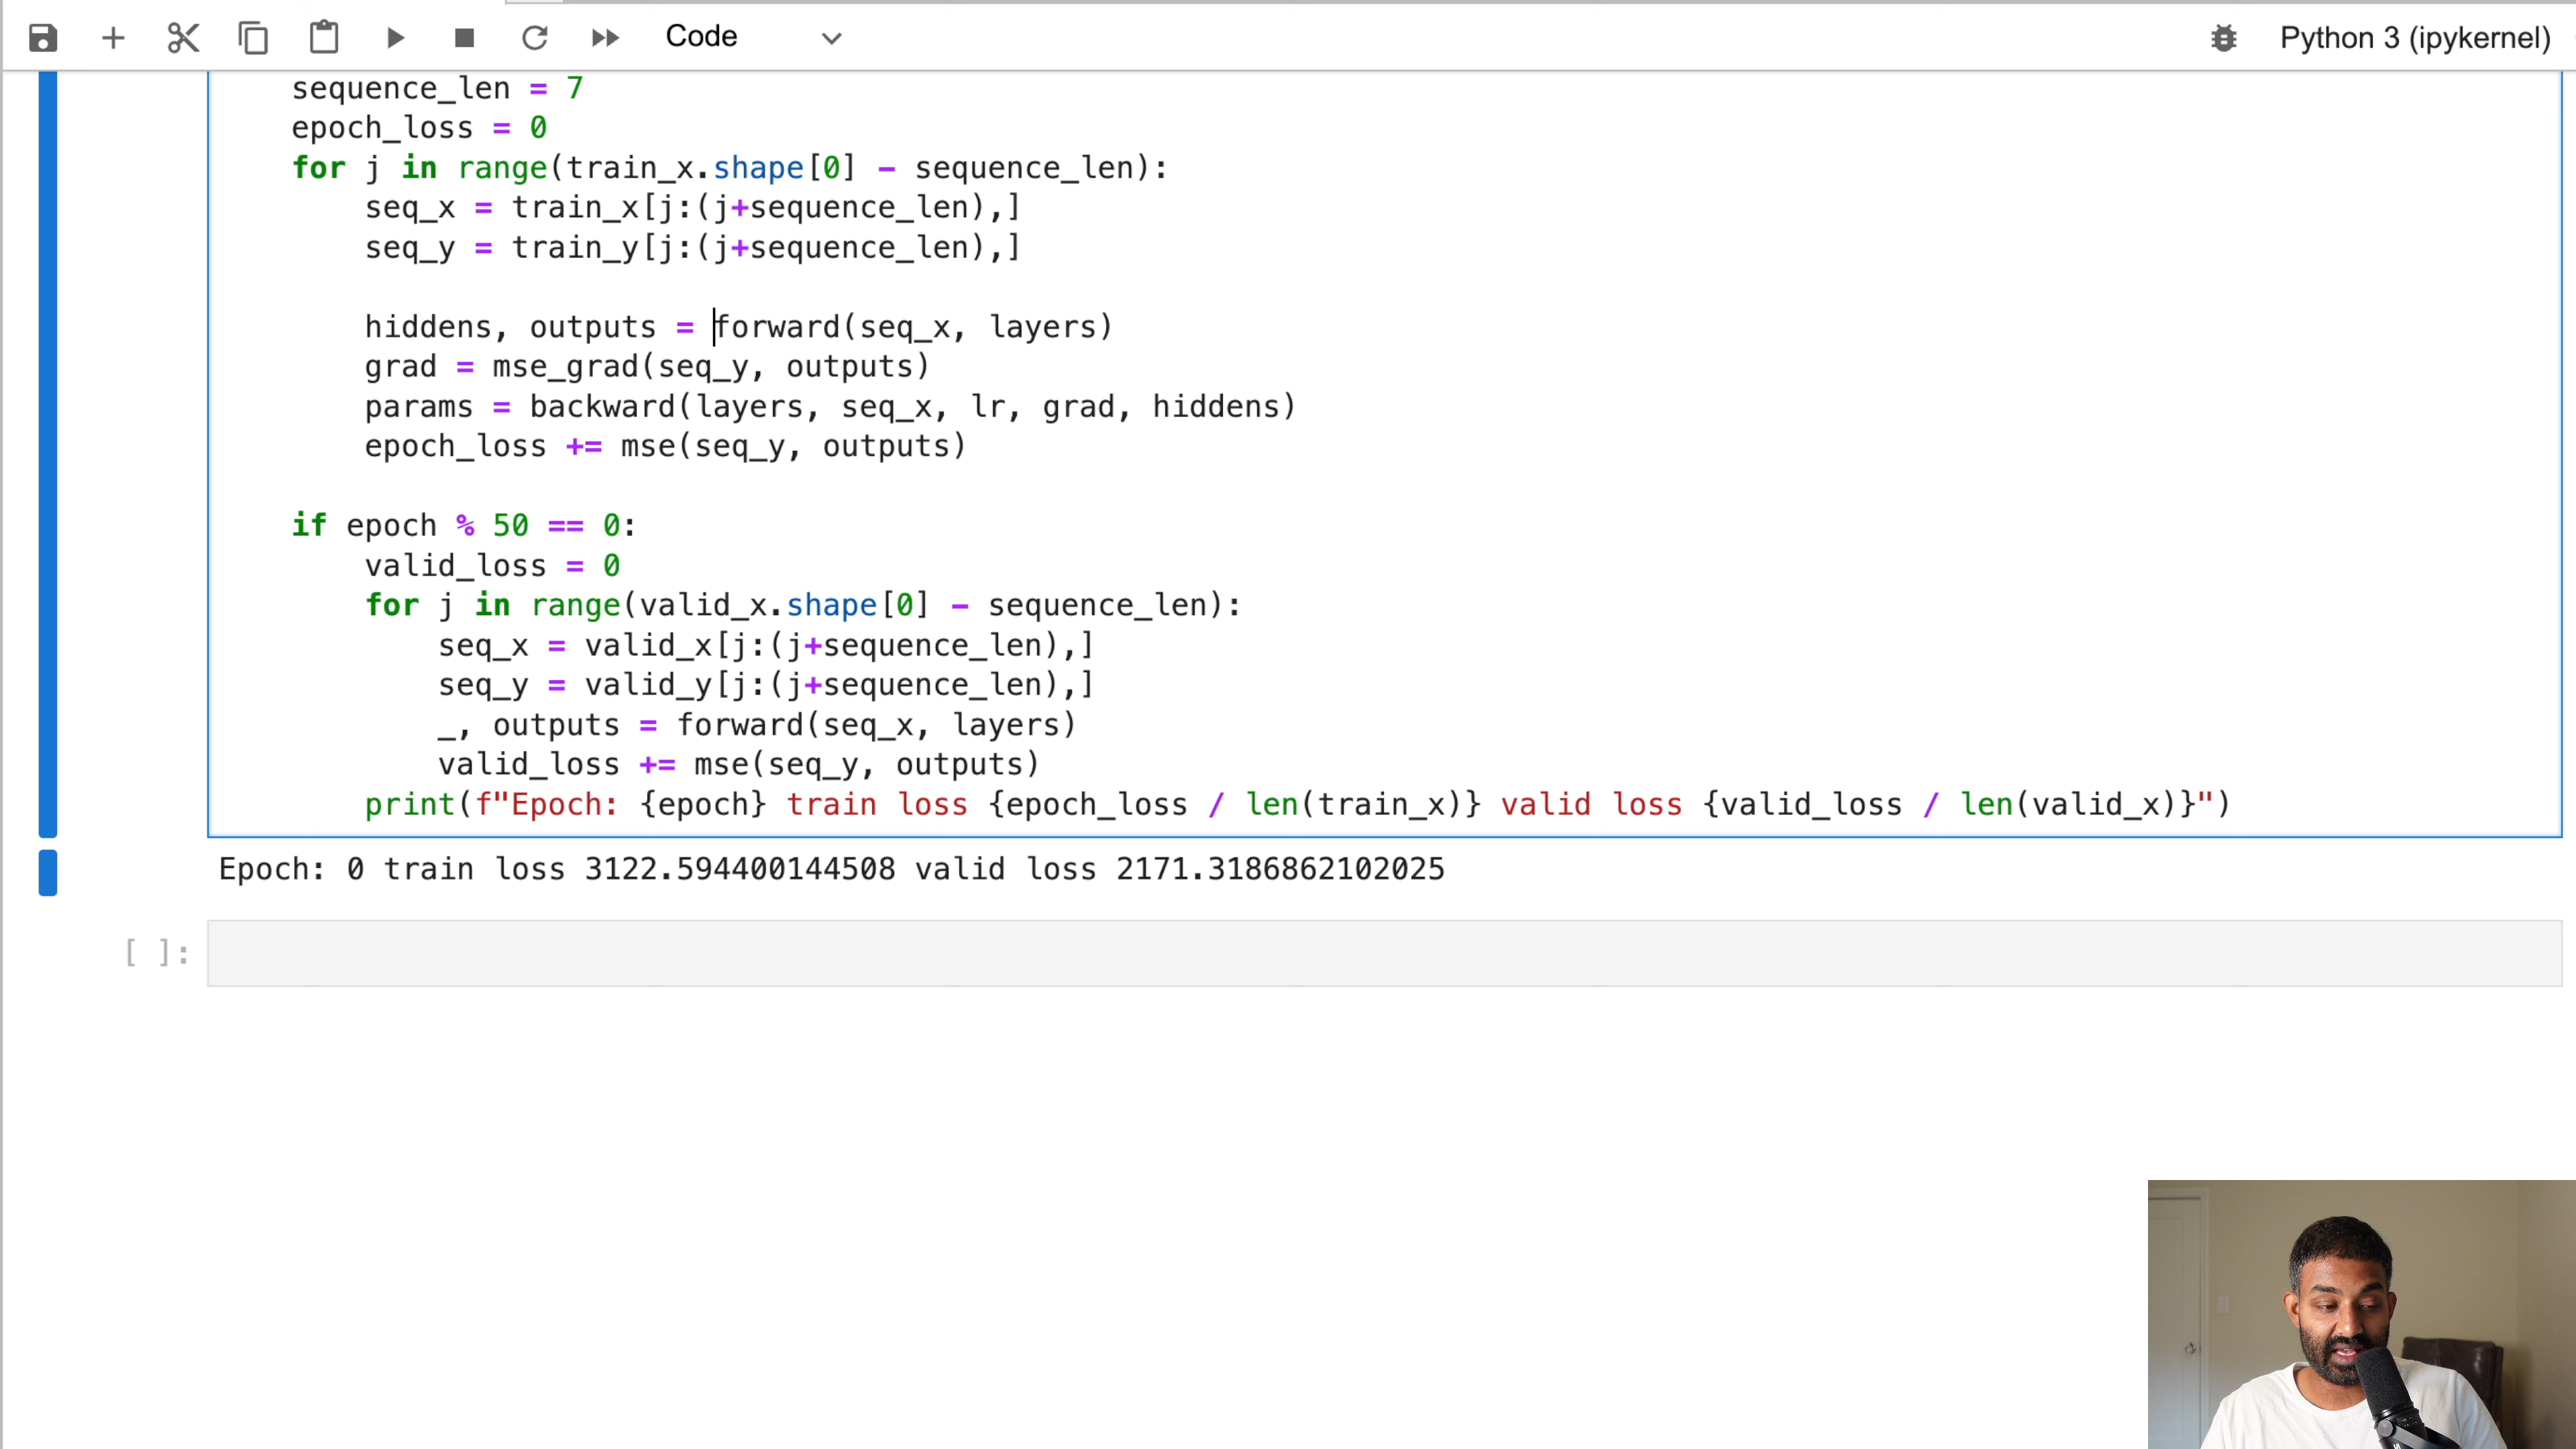 Code
Python 3 (ipykernel)
sequence_len = 7
epoch_loss = 0
for j in range(train_x.shape[0] - sequence_len):
seq_x = train_x[j:(j+sequence_len),]
seq_y = train_y[j:(j+sequence_len),]
hiddens, outputs = forward(seq_x, layers)
grad = mse_grad(seq_y, outputs)
params = backward(layers, seq_x, lr, grad, hiddens)
epoch_loss += mse(seq_y, outputs)
if epoch % 50 == 0:
valid_loss = 0
for j in range(valid_x.shape[0] - sequence_len):
seq_x = valid_x[j:(j+sequence_len),]
seq_y = valid_y[j:(j+sequence_len),]
_, outputs = forward(seq_x, layers)
valid_loss += mse(seq_y, outputs)
print(f"Epoch: {epoch} train loss {epoch_loss / len(train_x)} valid loss {valid_loss / len(valid_x)}")
Epoch: 0 train loss 3122.594400144508 valid loss 2171.3186862102025
[ ]: